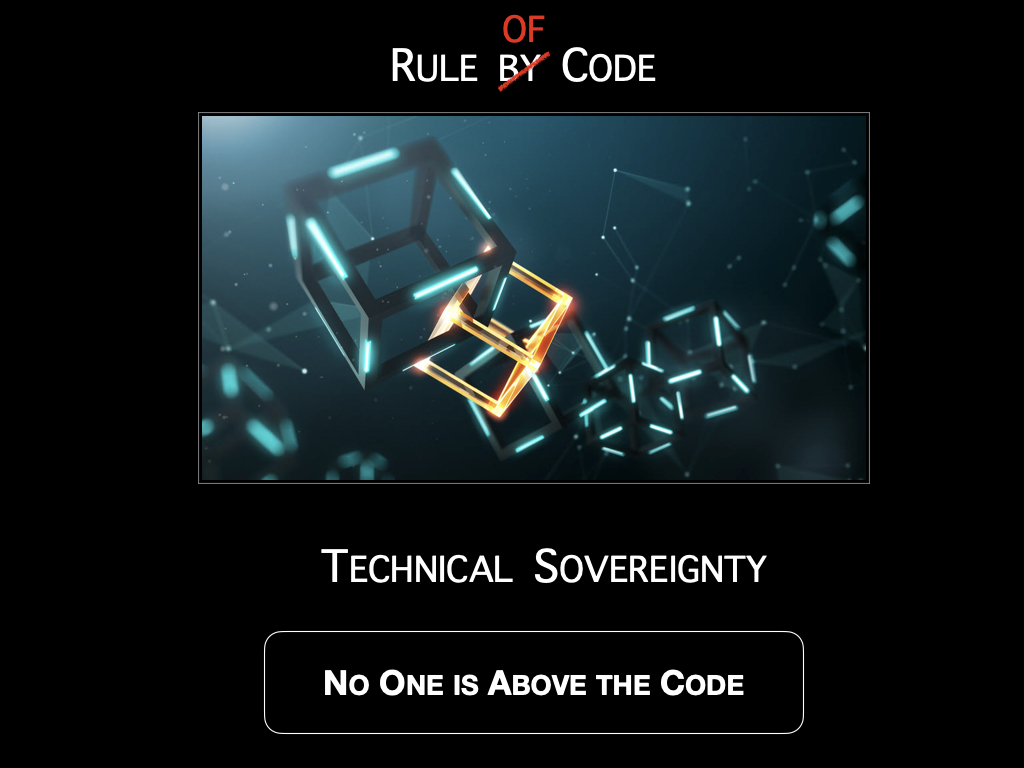 OF
RULE BY CODE
TECHNICAL SOVEREIGNTY
NO ONE IS ABOVE THE CODE